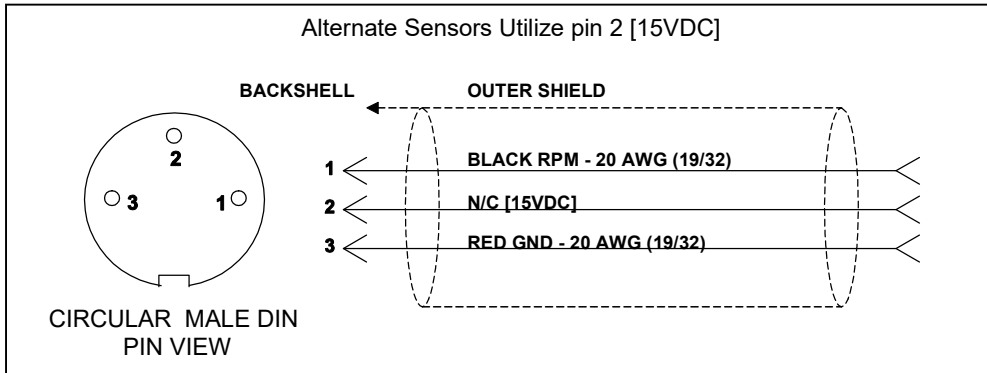 Alternate Sensors Utilize pin 2 [15VDC]
BACKSHELL
OUTER SHIELD
2
3
1
1
BLACK RPM - 20 AWG (19/32)
2
N/C [15VDC]
3
RED GND - 20 AWG (19/32)
CIRCULAR MALE DIN
PIN VIEW